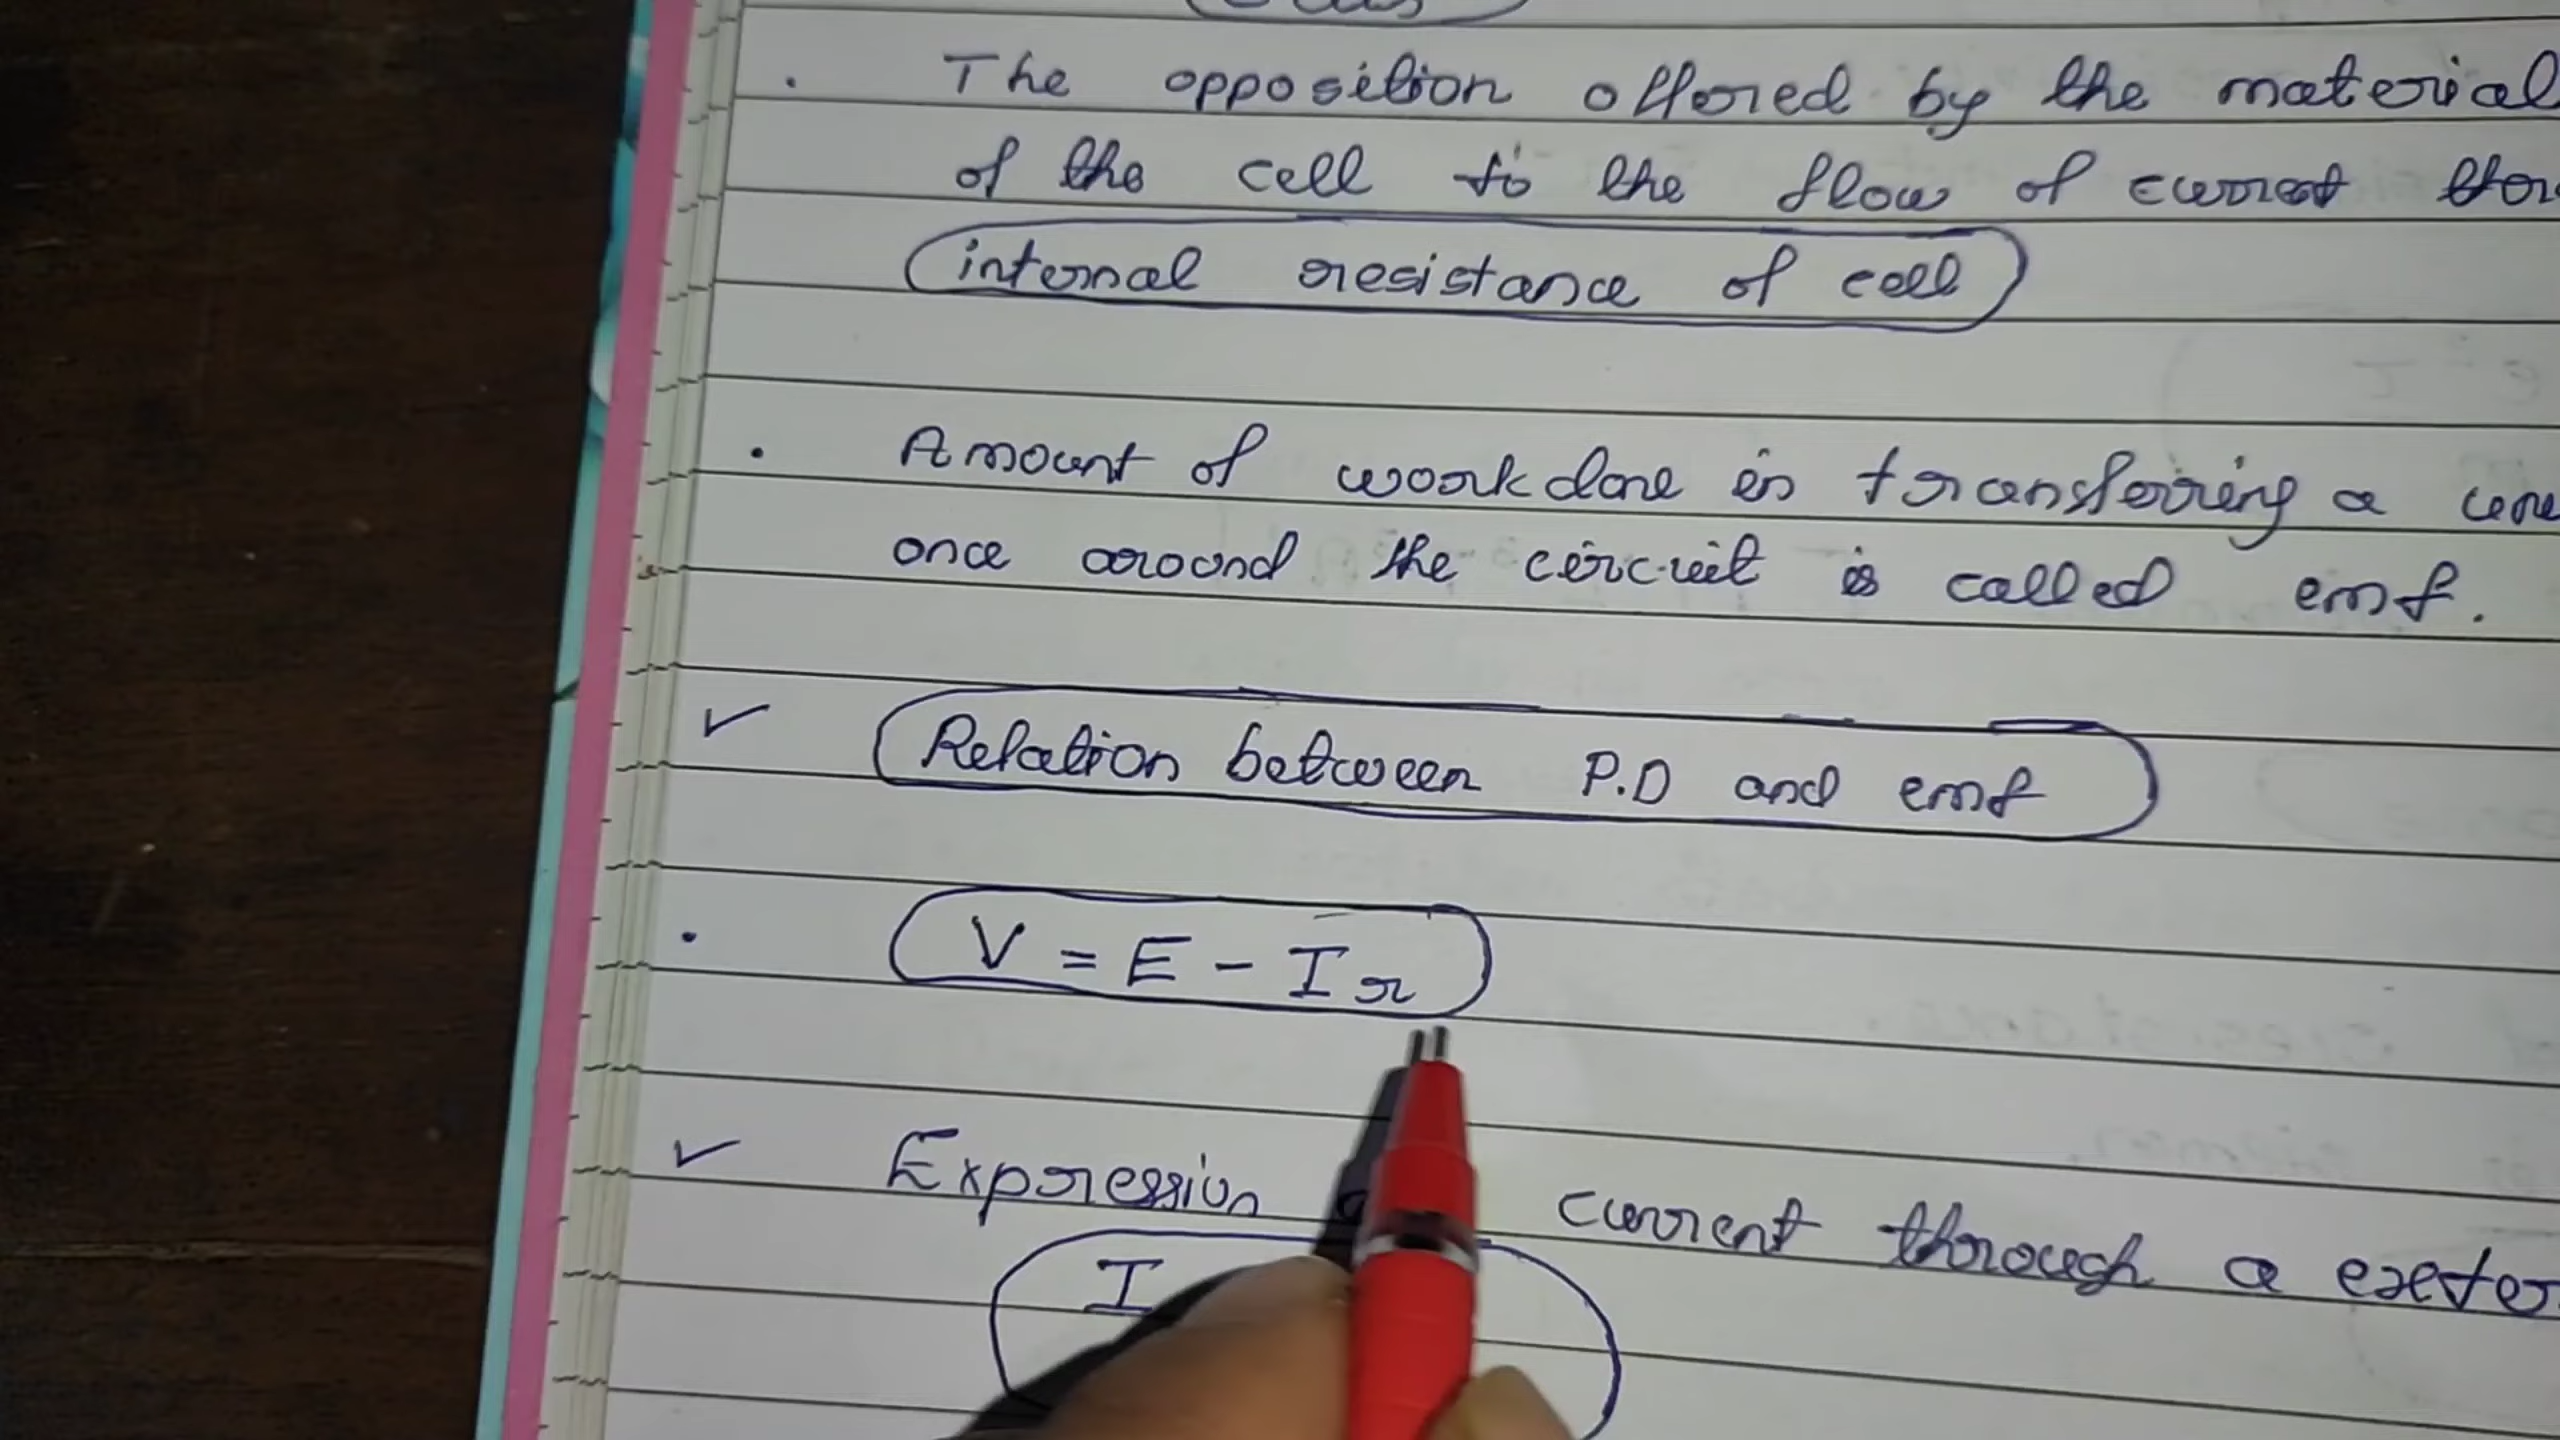 . The opposition offered by the material
of the cell to the flow of current
internal resistance of cell
. Amount of work done in transferring a
once around the circuit is called emf.
✓ Relation between P.D and emf
. V = E - Ir
✓ Expression current through a exter
I